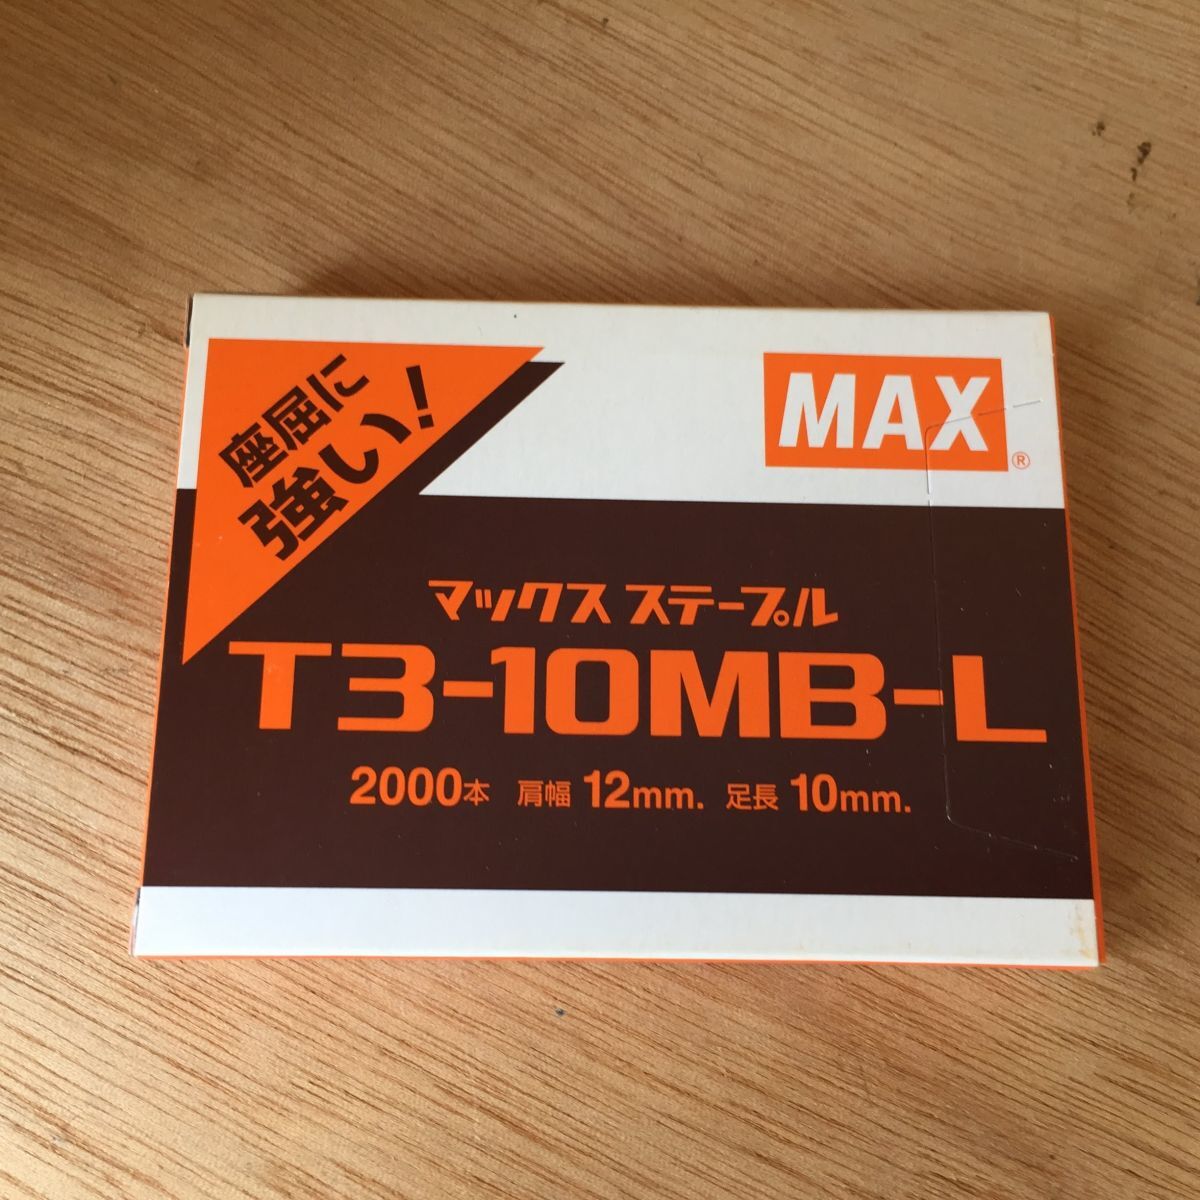 座屈に
強い!
MAX®
マックス ステープル
T3-10MB-L
2000本 肩幅 12mm. 足長 10mm.